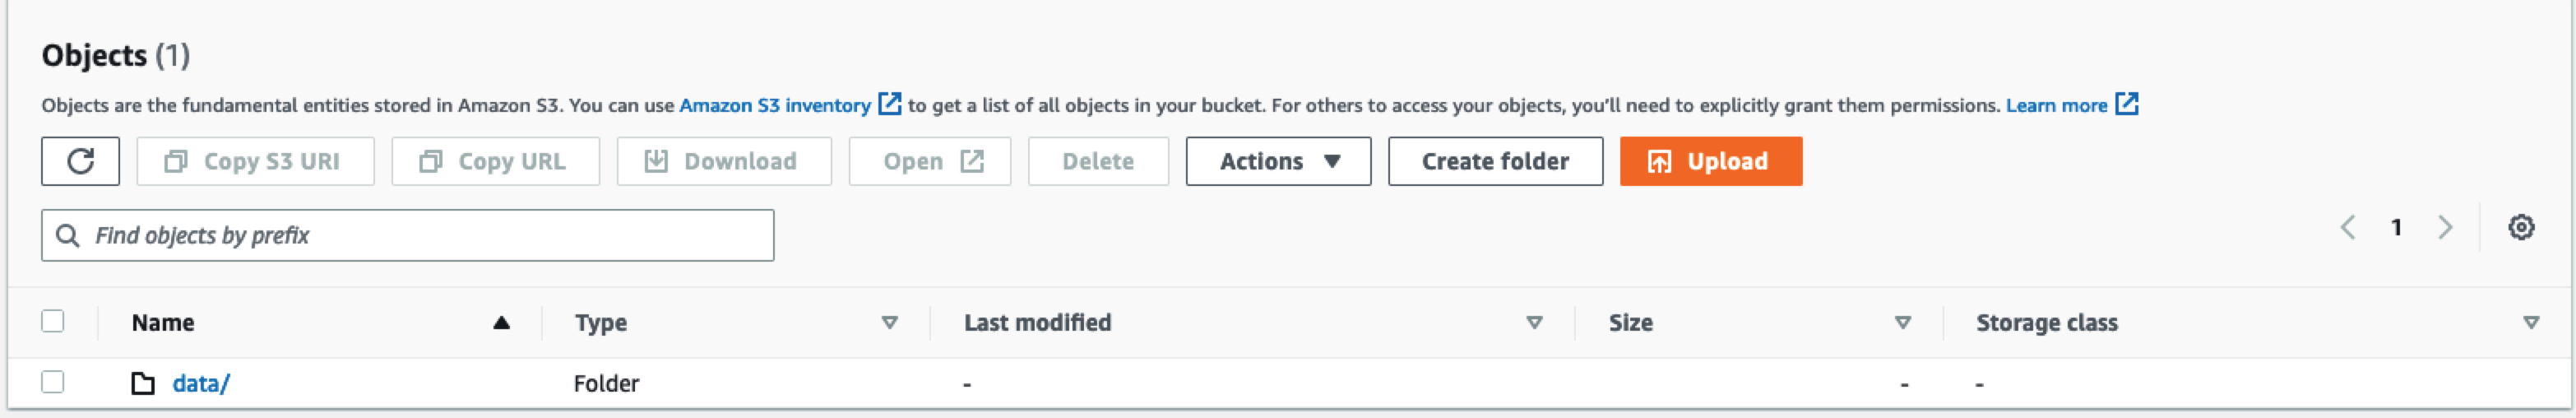 Objects (1)
Objects are the fundamental entities stored in Amazon S3. You can use Amazon S3 inventory to get a list of all objects in your bucket. For others to access your objects, you'll need to explicitly grant them permissions. Learn more
Copy S3 URI Copy URL Download Open Delete Actions Create folder Upload
Find objects by prefix 1
Name Type Last modified Size Storage class
data/ Folder - - -